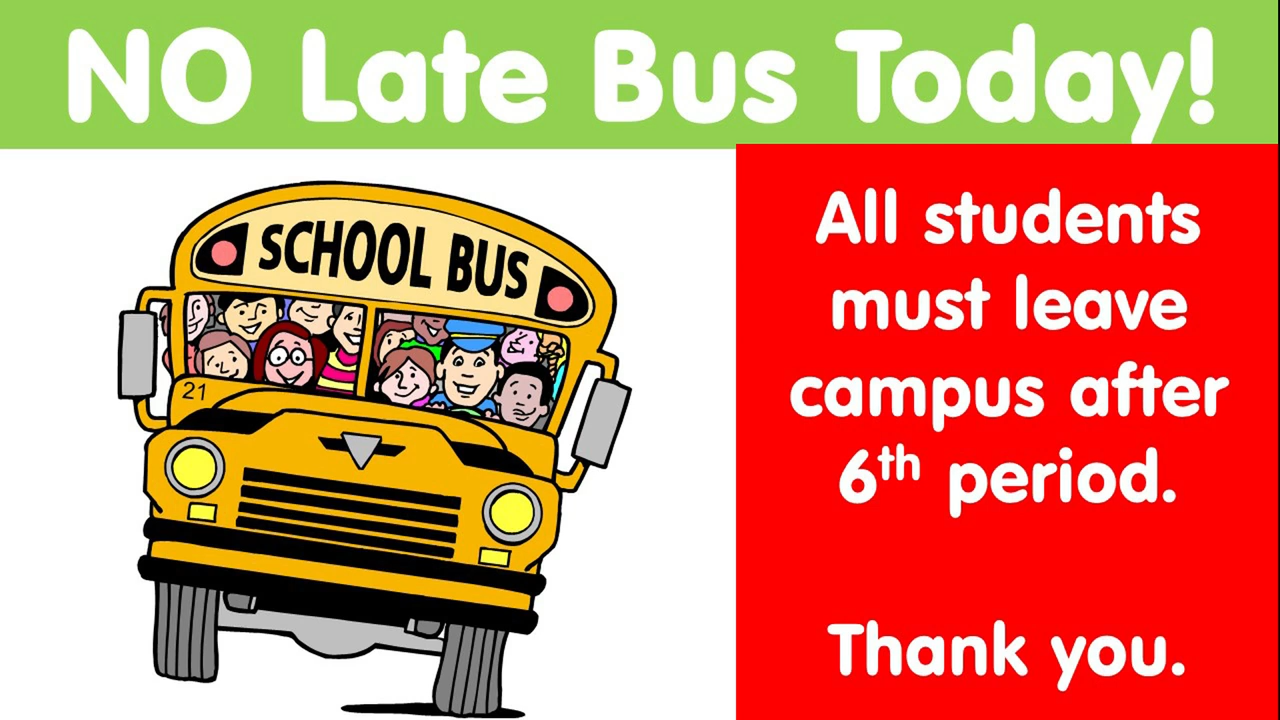 NO Late Bus Today!
SCHOOL BUS
21
All students
must leave
campus after
6th period.
Thank you.